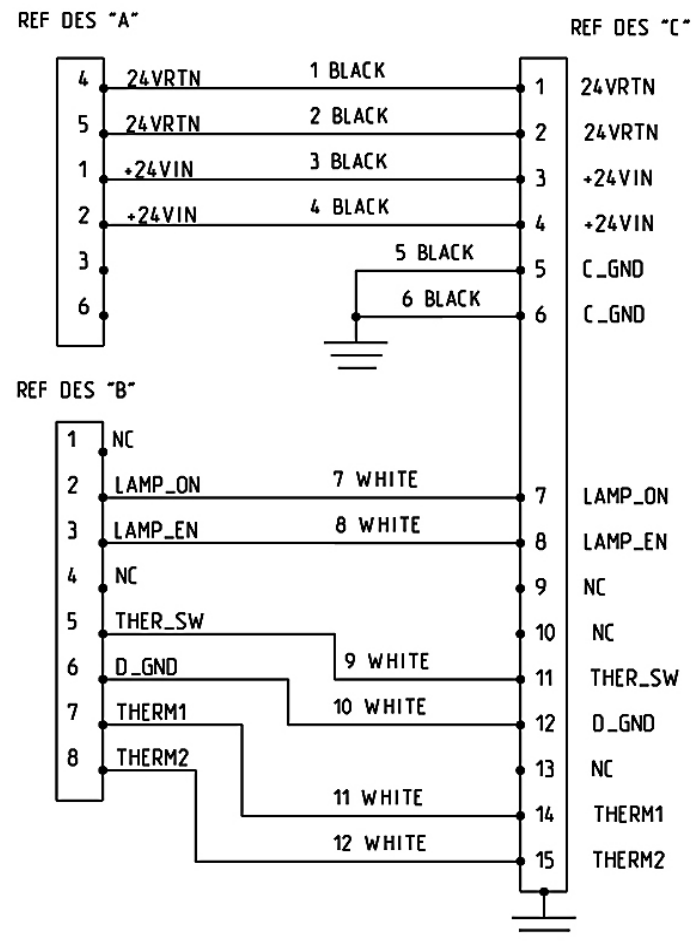 REF DES "A"
REF DES "C"
4 24VRTN 1 BLACK 1 24VRTN
5 24VRTN 2 BLACK 2 24VRTN
1 +24VIN 3 BLACK 3 +24VIN
2 +24VIN 4 BLACK 4 +24VIN
3 5 BLACK 5 C_GND
6 6 BLACK 6 C_GND
REF DES "B"
1 NC
2 LAMP_ON 7 WHITE 7 LAMP_ON
3 LAMP_EN 8 WHITE 8 LAMP_EN
4 NC 9 NC
5 THER_SW 10 NC
6 D_GND 9 WHITE 11 THER_SW
7 THERM1 10 WHITE 12 D_GND
8 THERM2 13 NC
11 WHITE 14 THERM1
12 WHITE 15 THERM2